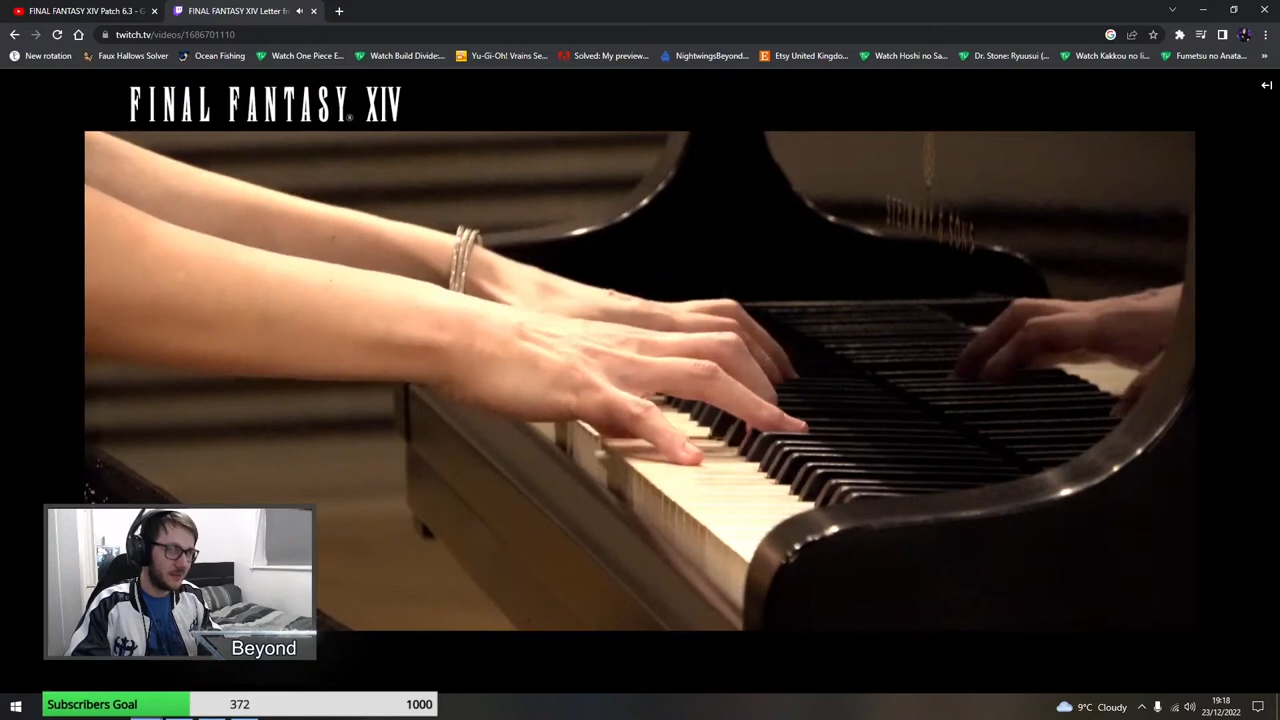 FINAL FANTASY XIV Patch 6.3 - G
FINAL FANTASY XIV Letter fr
twitch.tv/videos/1686701110
New rotation
Faux Hallows Solver
Ocean Fishing
Watch One Piece E...
Watch Build Divide:...
Yu-Gi-Oh! Vrains Se...
Solved: My preview...
NightwingsBeyond...
Etsy United Kingdo...
Watch Hoshi no Sa...
Dr. Stone: Ryuusui (...
Watch Kakkou no I...
Fumetsu no Anata...
FINAL FANTASY® XIV
STEINWAY & SONS
Beyond
Subscribers Goal 372 1000
9°C Cloudy
19:18
23/12/2022